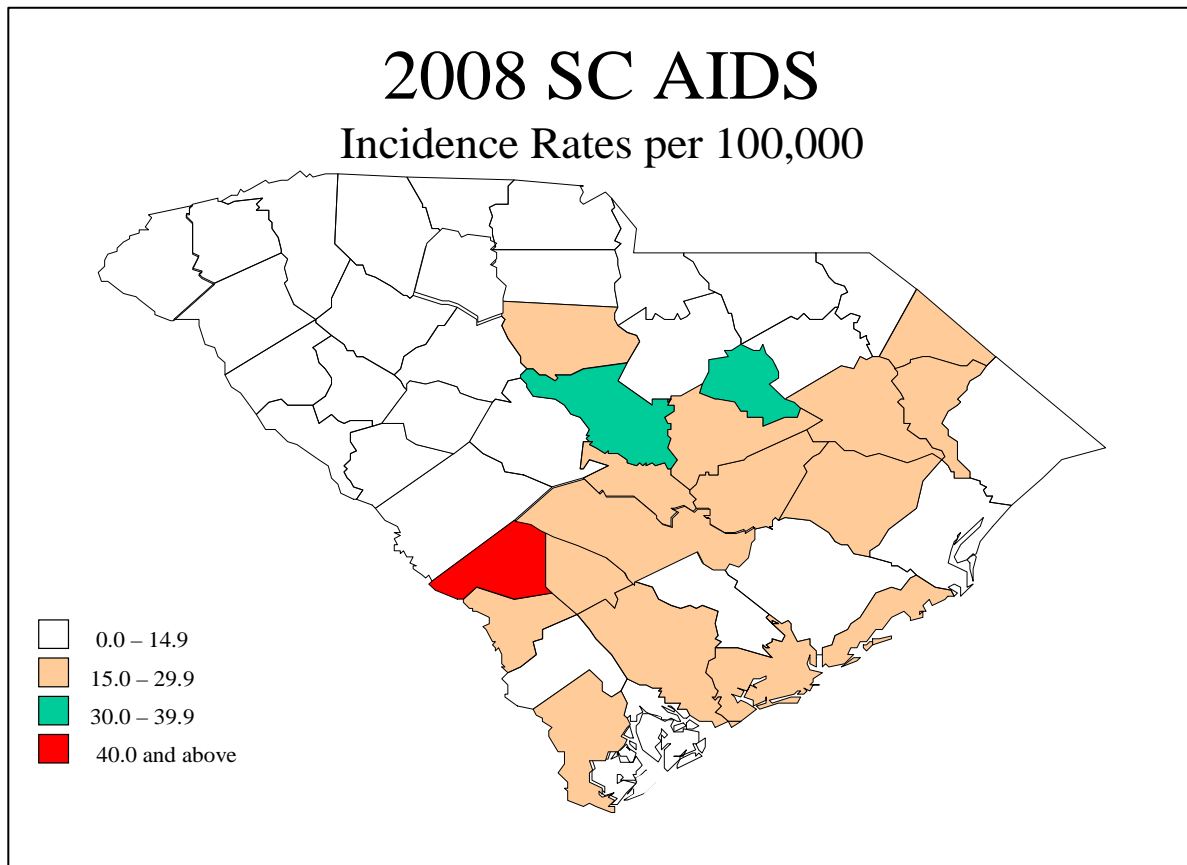 2008 SC AIDS
Incidence Rates per 100,000
0.0 – 14.9
15.0 – 29.9
30.0 – 39.9
40.0 and above